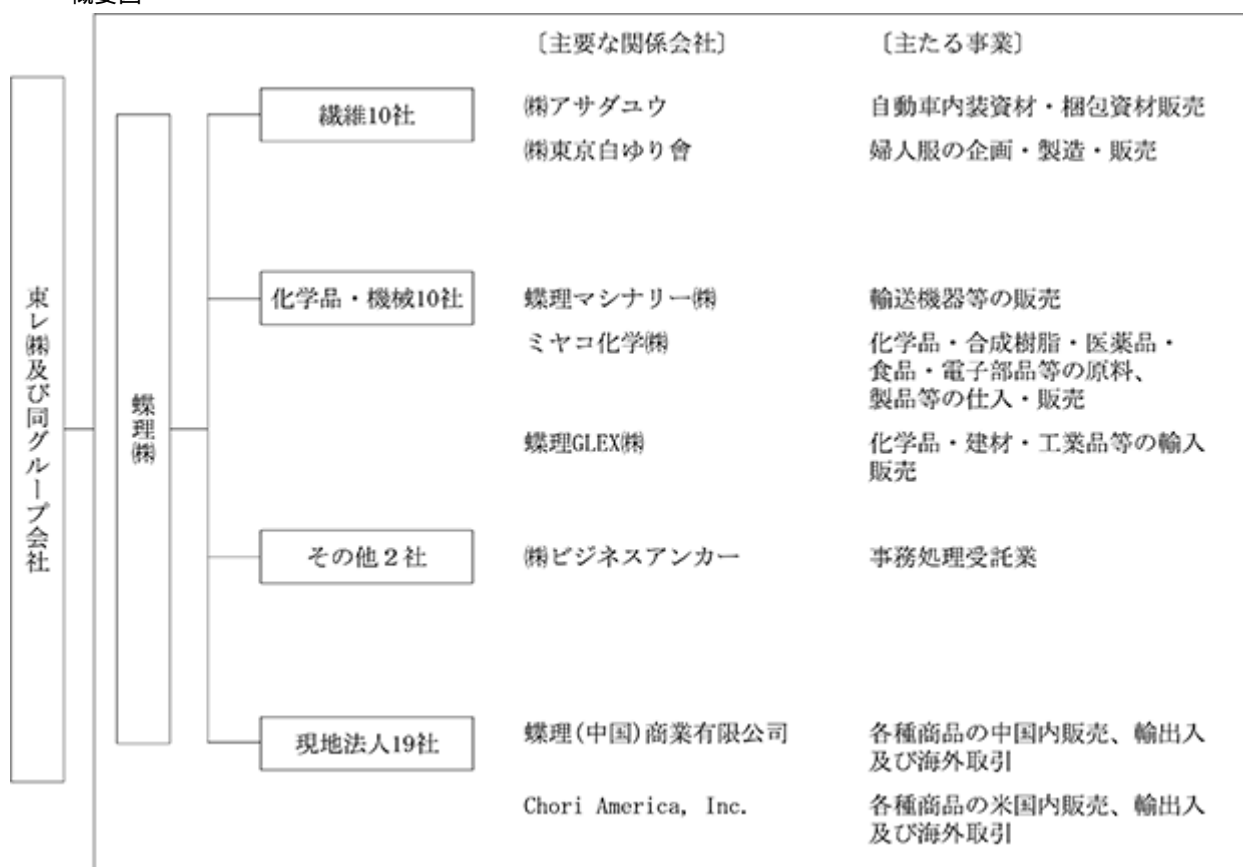 概要図
〔主要な関係会社〕 〔主たる事業〕
東レ㈱及び同グループ会社
蝶理㈱
繊維10社 ㈱アサダユウ 自動車内装資材・梱包資材販売
㈱東京白ゆり會 婦人服の企画・製造・販売
化学品・機械10社 蝶理マシナリー㈱ 輸送機器等の販売
ミヤコ化学㈱ 化学品・合成樹脂・医薬品・
食品・電子部品等の原料、
製品等の仕入・販売
蝶理GLEX㈱ 化学品・建材・工業品等の輸入
販売
その他2社 ㈱ビジネスアンカー 事務処理受託業
現地法人19社 蝶理(中国)商業有限公司 各種商品の中国内販売、輸出入
及び海外取引
Chori America, Inc. 各種商品の米国内販売、輸出入
及び海外取引